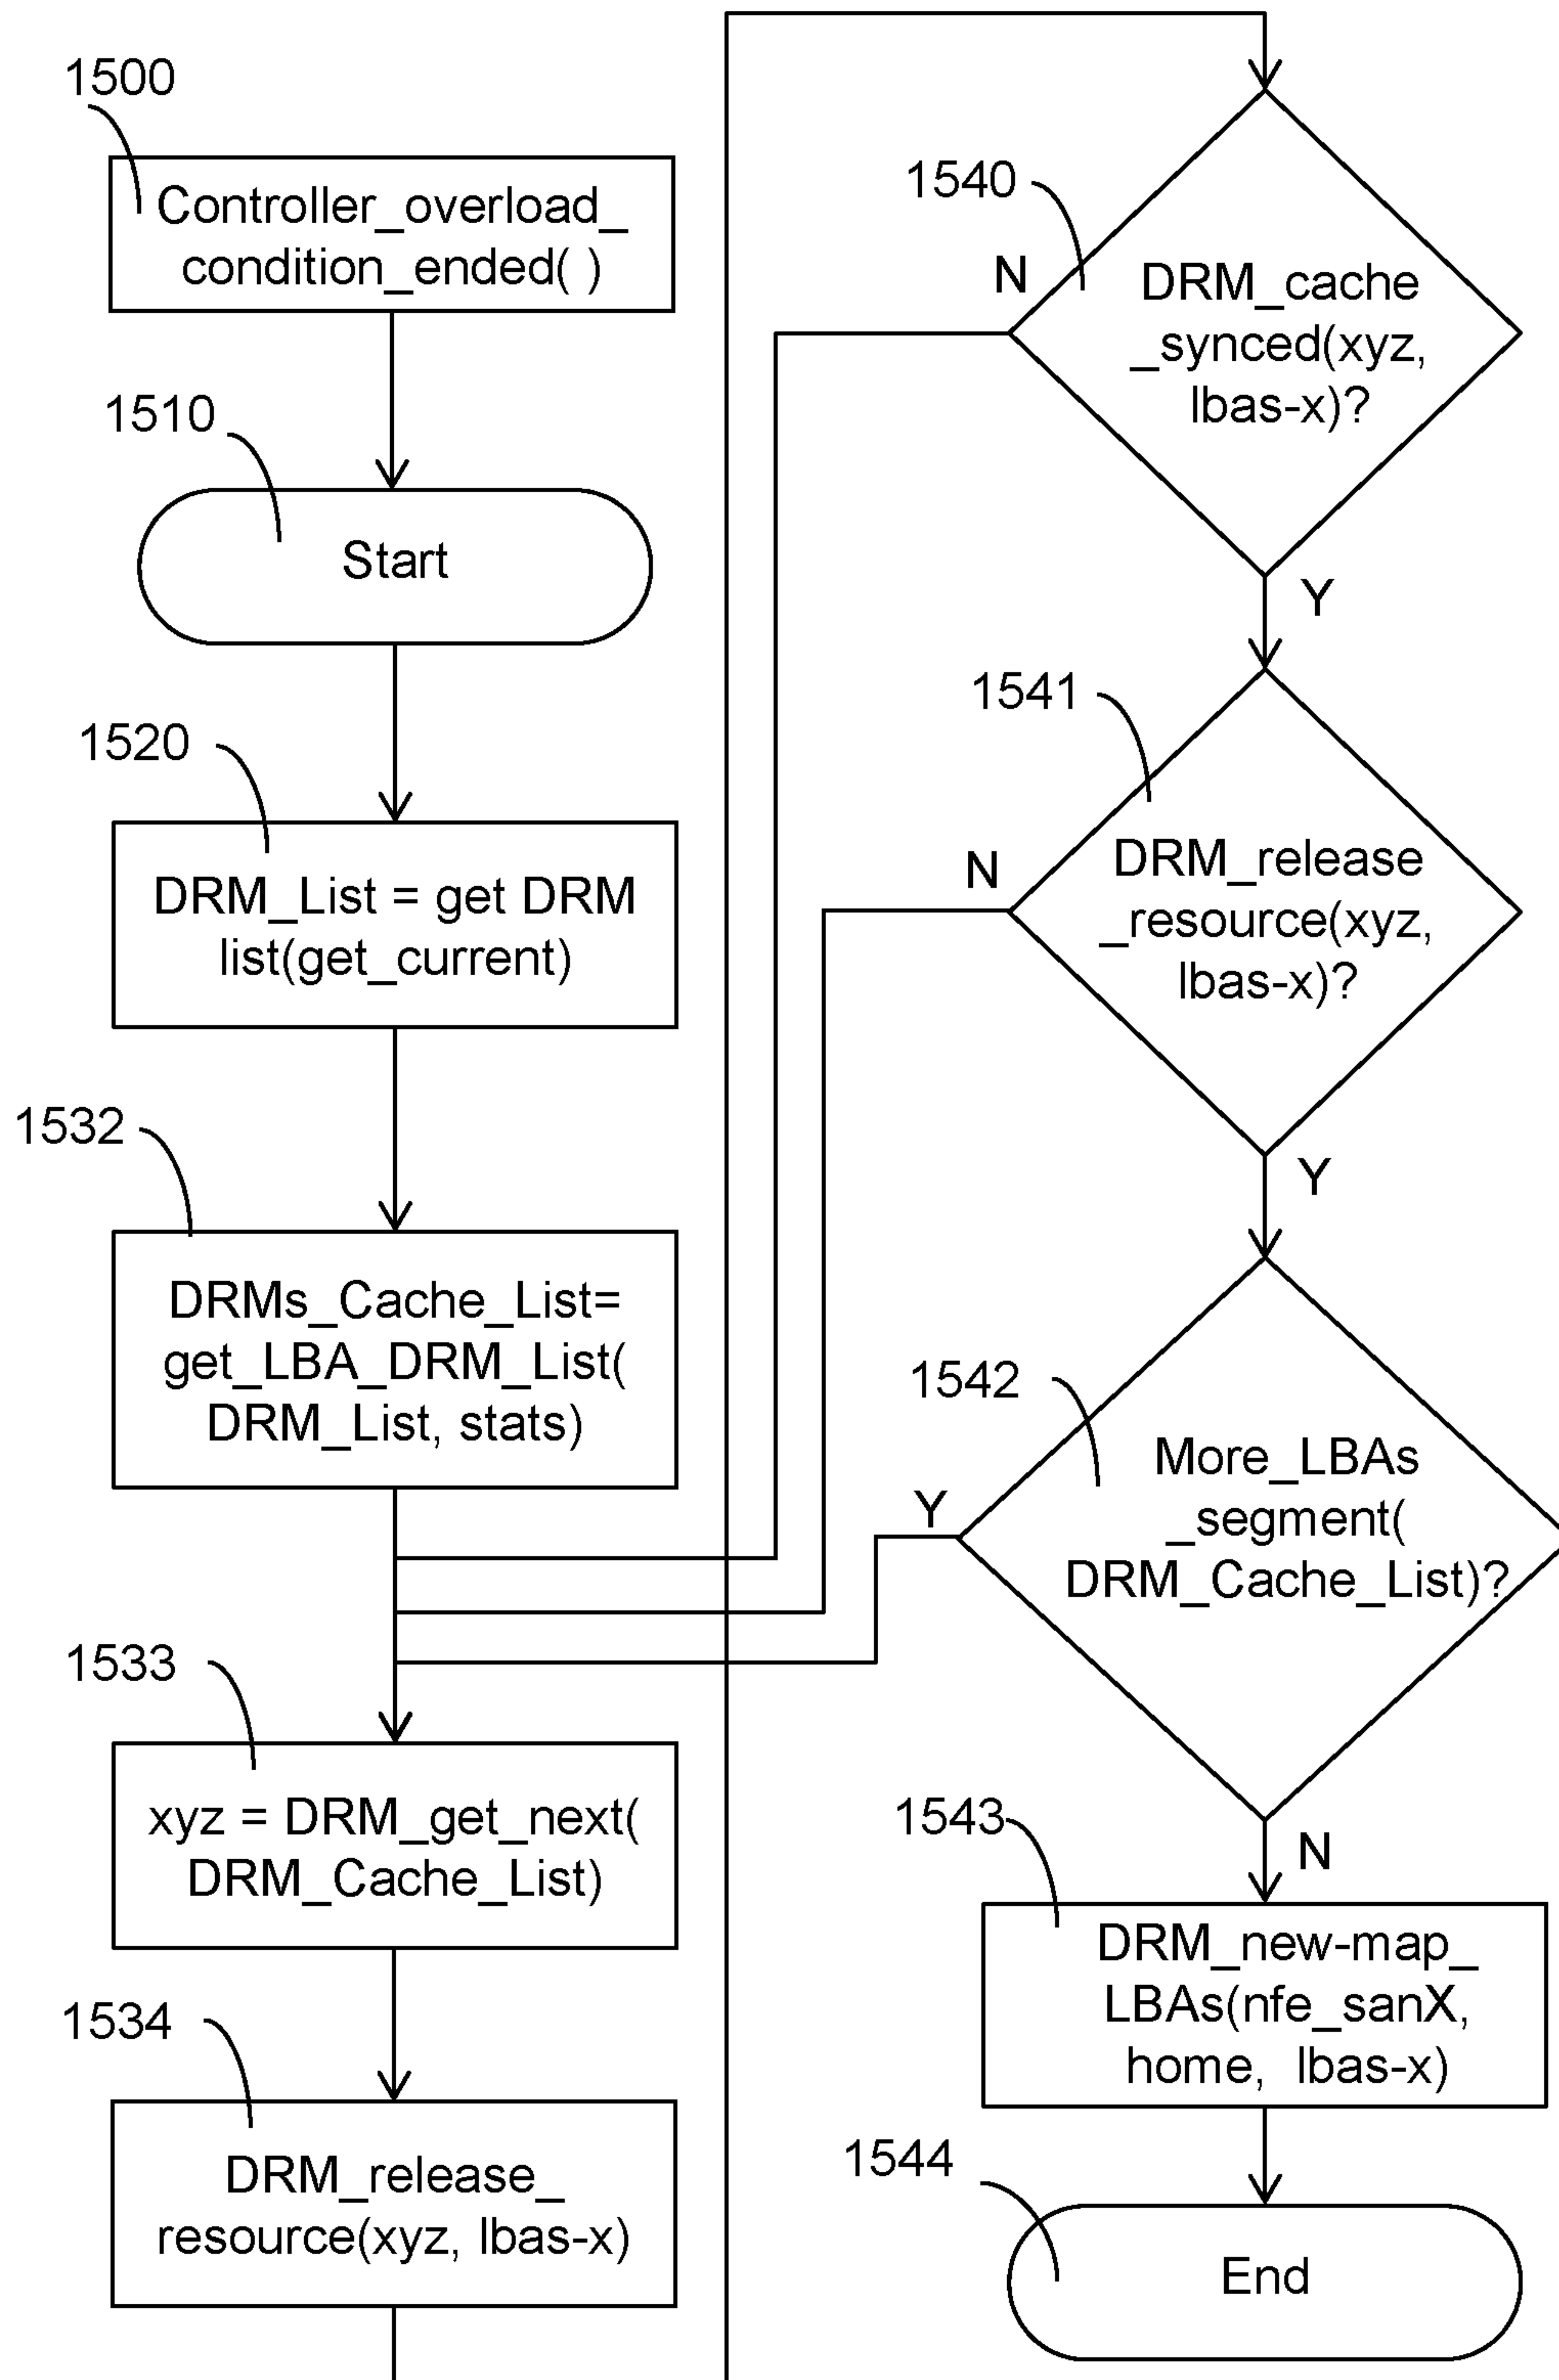 1500
Controller_overload_
condition_ended( )
1510
Start
1520
DRM_List = get DRM
list(get_current)
1532
DRMs_Cache_List=
get_LBA_DRM_List(
DRM_List, stats)
1533
xyz = DRM_get_next(
DRM_Cache_List)
1534
DRM_release_
resource(xyz, lbas-x)
1540
N
DRM_cache
_synced(xyz,
lbas-x)?
Y
1541
N
DRM_release
_resource(xyz,
lbas-x)?
Y
1542
Y
More_LBAs
_segment(
DRM_Cache_List)?
N
1543
DRM_new-map_
LBAs(nfe_sanX,
home, lbas-x)
1544
End